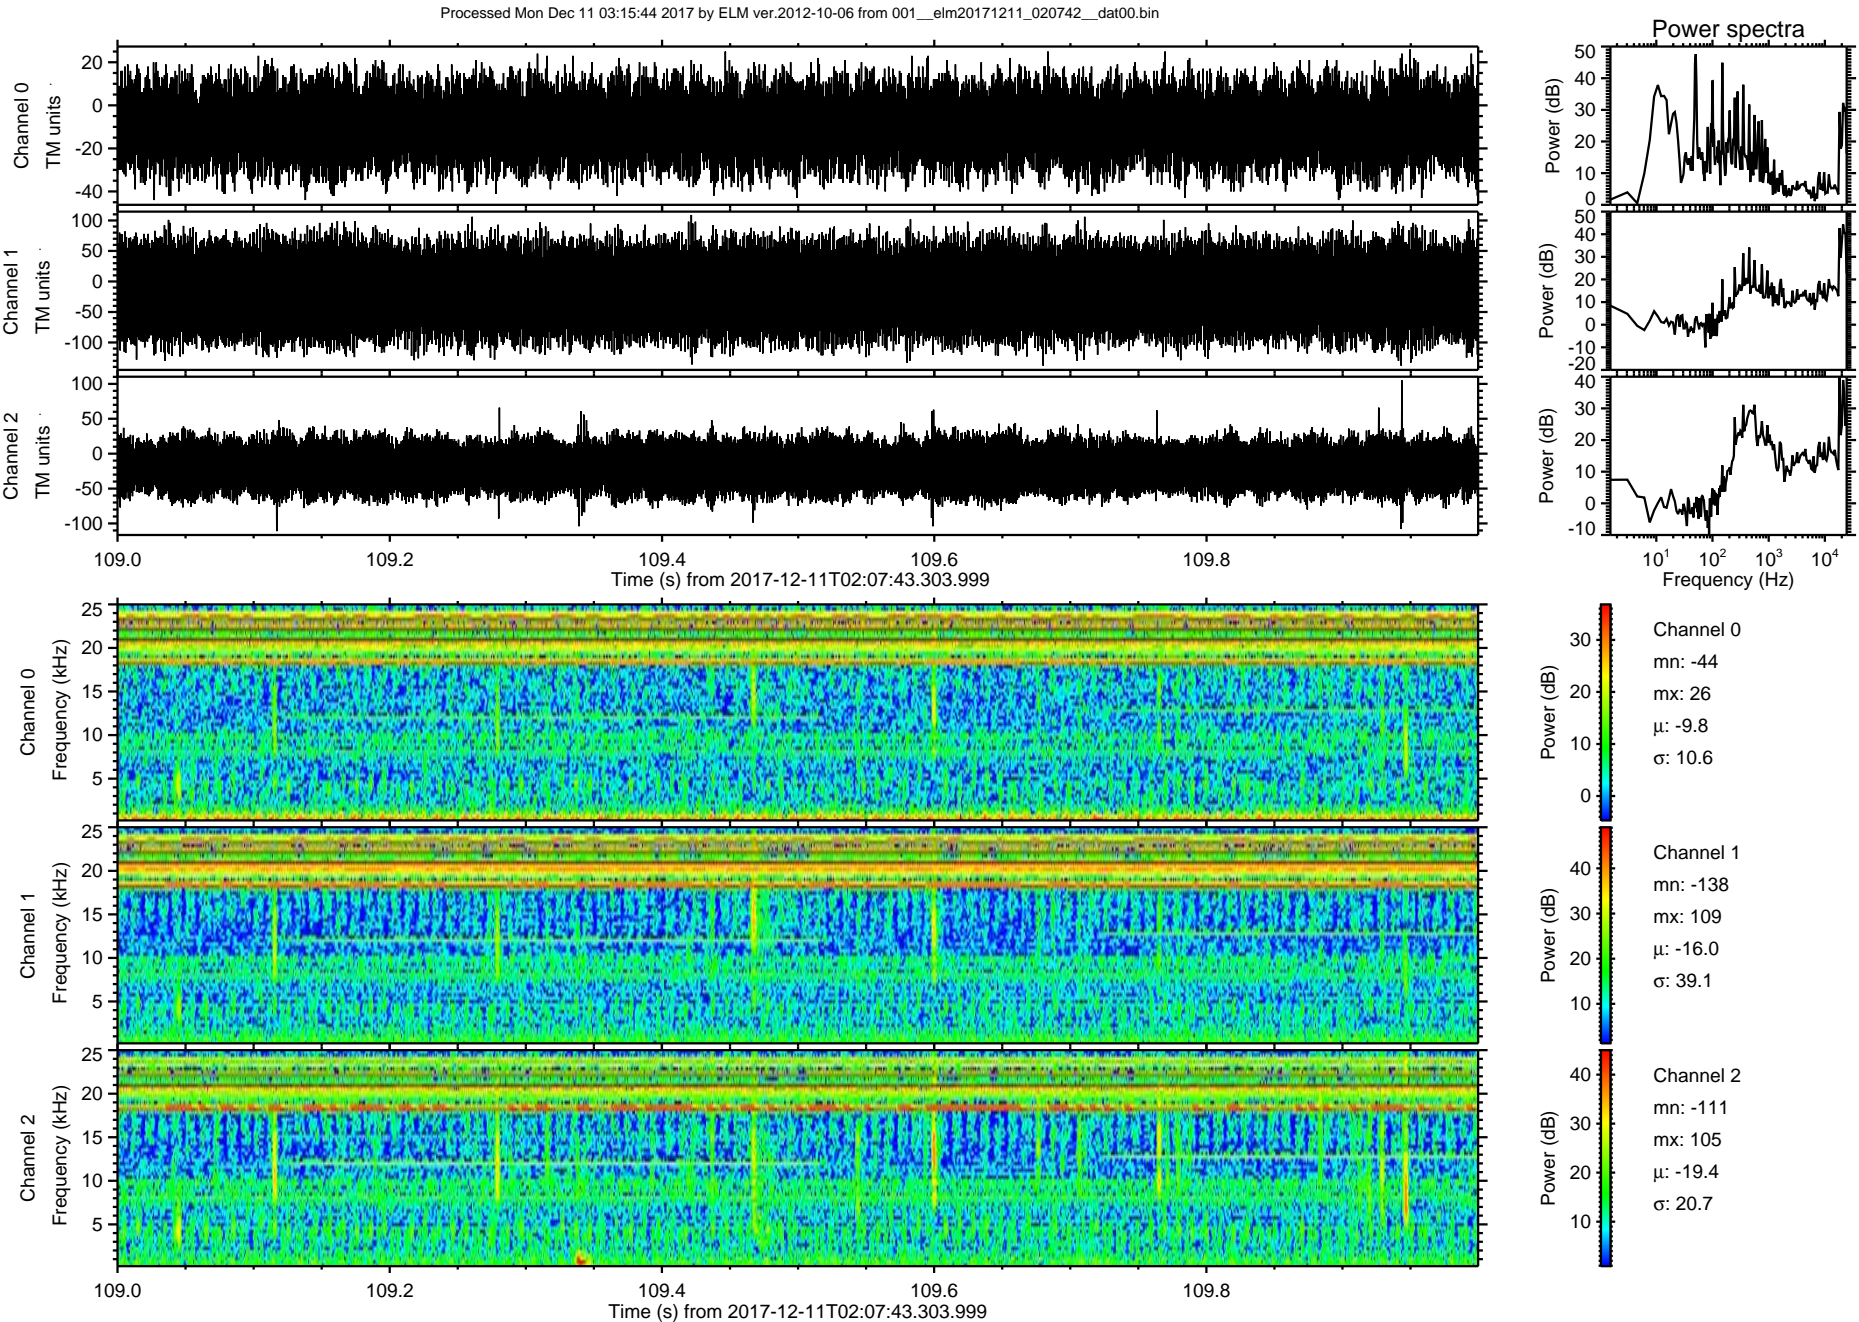 Processed Mon Dec 11 03:15:44 2017 by ELM ver.2012-10-06 from 001__elm20171211_020742__dat00.bin
Power spectra
Channel 0
TM units
20
0
-20
-40
Power (dB)
50
40
30
20
10
0
Channel 1
TM units
100
50
0
-50
-100
Power (dB)
50
40
30
20
10
0
-10
-20
Channel 2
TM units
100
50
0
-50
-100
Power (dB)
40
30
20
10
0
-10
109.0 109.2 109.4 109.6 109.8
Time (s) from 2017-12-11T02:07:43.303.999
10¹ 10² 10³ 10⁴
Frequency (Hz)
Channel 0
Frequency (kHz)
25
20
15
10
5
Power (dB)
30
20
10
0
Channel 0
mn: -44
mx: 26
μ: -9.8
σ: 10.6
Channel 1
Frequency (kHz)
25
20
15
10
5
Power (dB)
40
30
20
10
Channel 1
mn: -138
mx: 109
μ: -16.0
σ: 39.1
Channel 2
Frequency (kHz)
25
20
15
10
5
Power (dB)
40
30
20
10
Channel 2
mn: -111
mx: 105
μ: -19.4
σ: 20.7
109.0 109.2 109.4 109.6 109.8
Time (s) from 2017-12-11T02:07:43.303.999